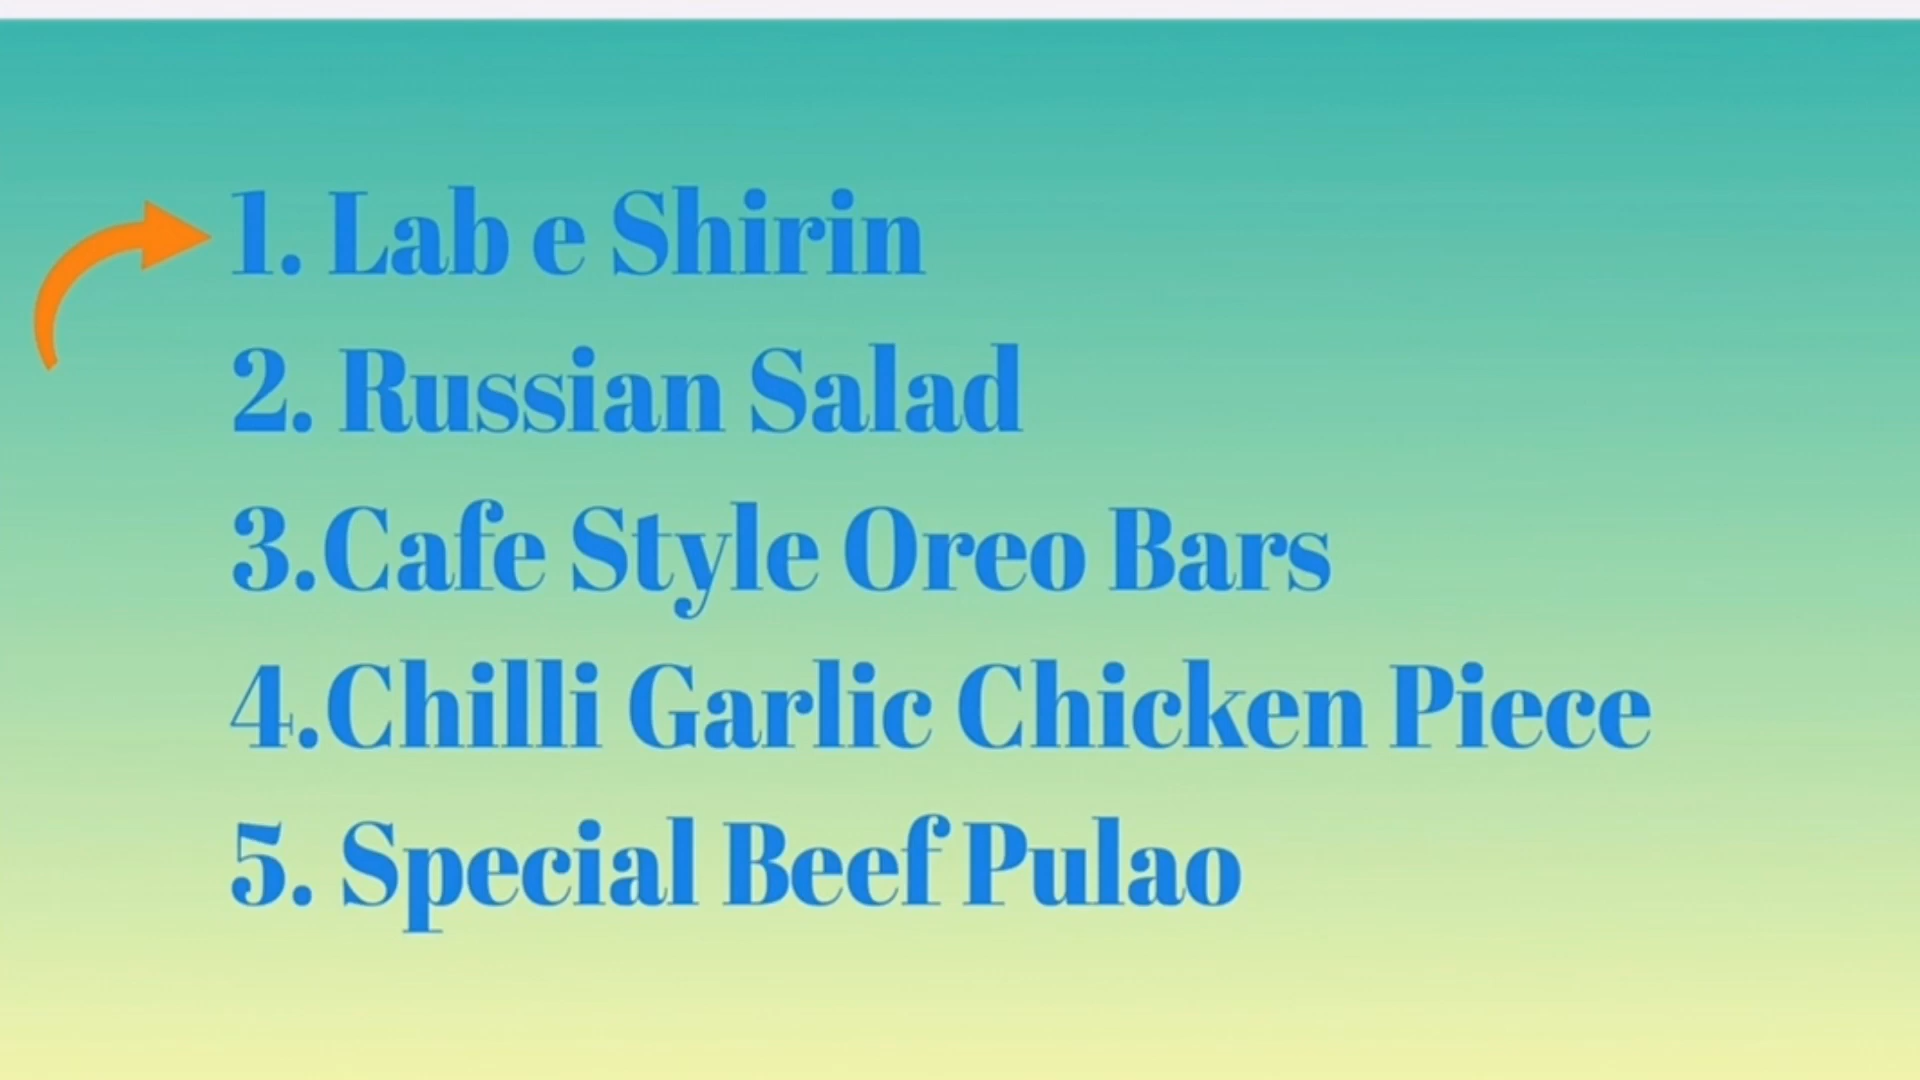 1. Lab e Shirin
2. Russian Salad
3.Cafe Style Oreo Bars
4.Chilli Garlic Chicken Piece
5. Special Beef Pulao